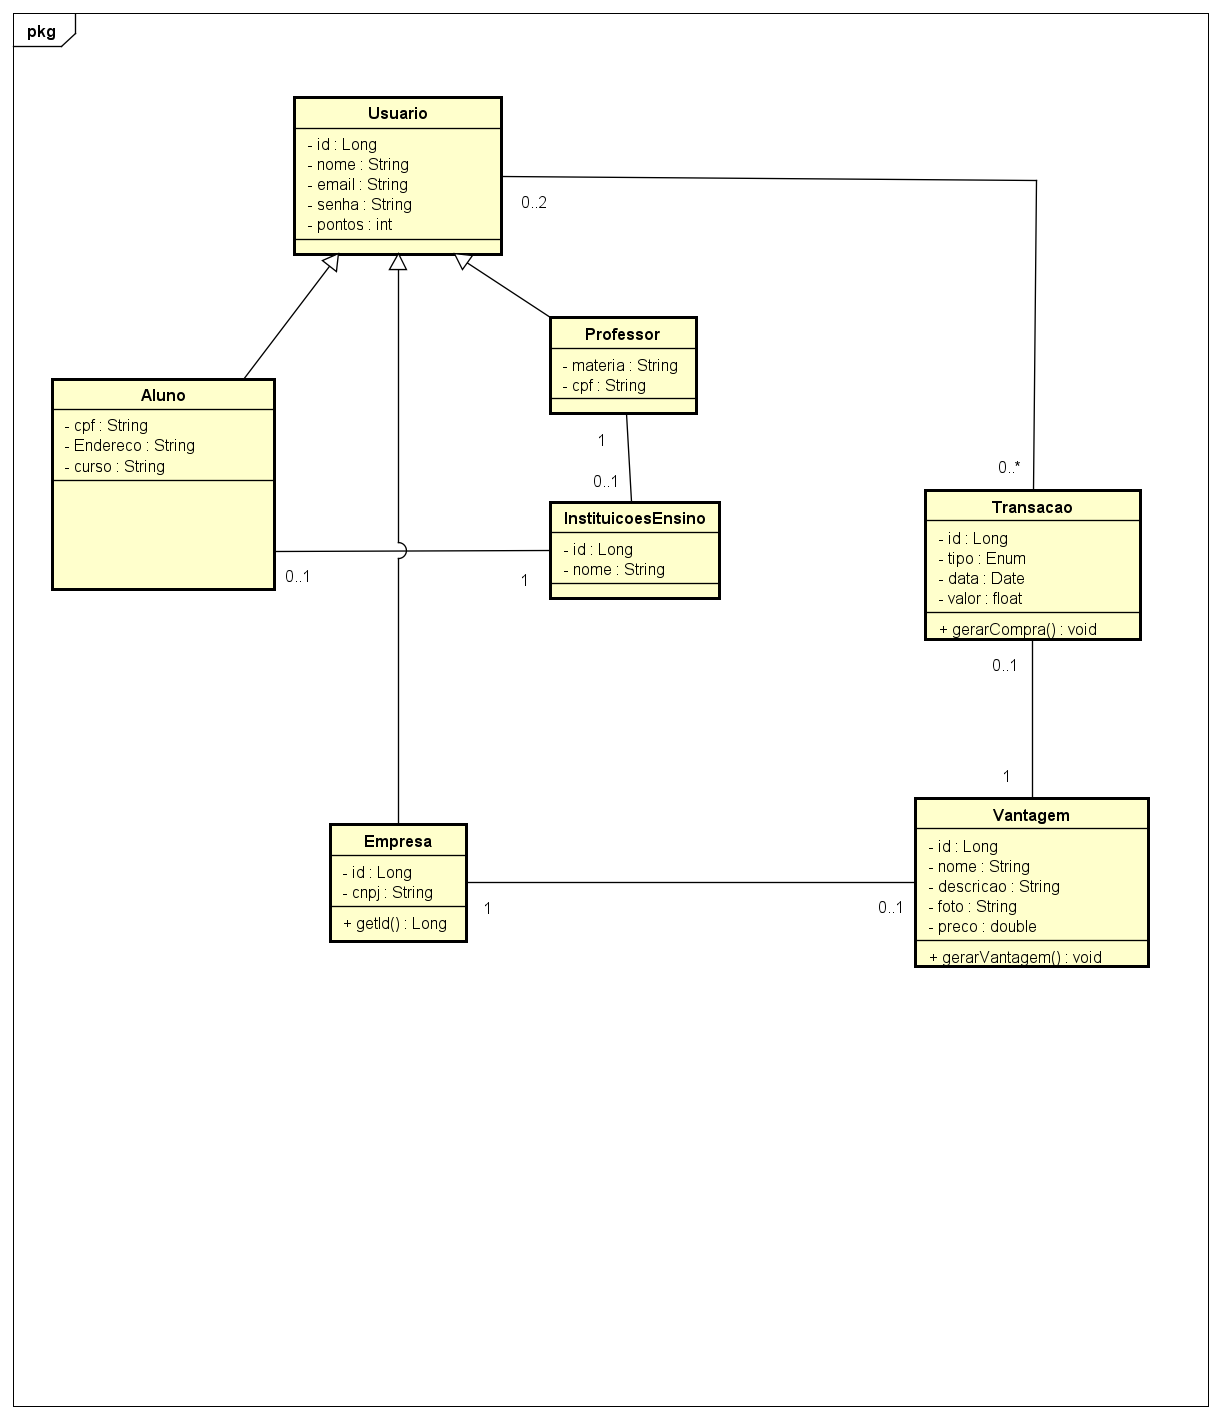 pkg
Usuario
- id : Long
- nome : String
- email : String
- senha : String
- pontos : int
0..2
Professor
- materia : String
- cpf : String
1
0..1
Aluno
- cpf : String
- Endereco : String
- curso : String
0..1
1
InstituicoesEnsino
- id : Long
- nome : String
0..*
Transacao
- id : Long
- tipo : Enum
- data : Date
- valor : float
+ gerarCompra() : void
0..1
1
Empresa
- id : Long
- cnpj : String
+ getId() : Long
1
0..1
Vantagem
- id : Long
- nome : String
- descricao : String
- foto : String
- preco : double
+ gerarVantagem() : void